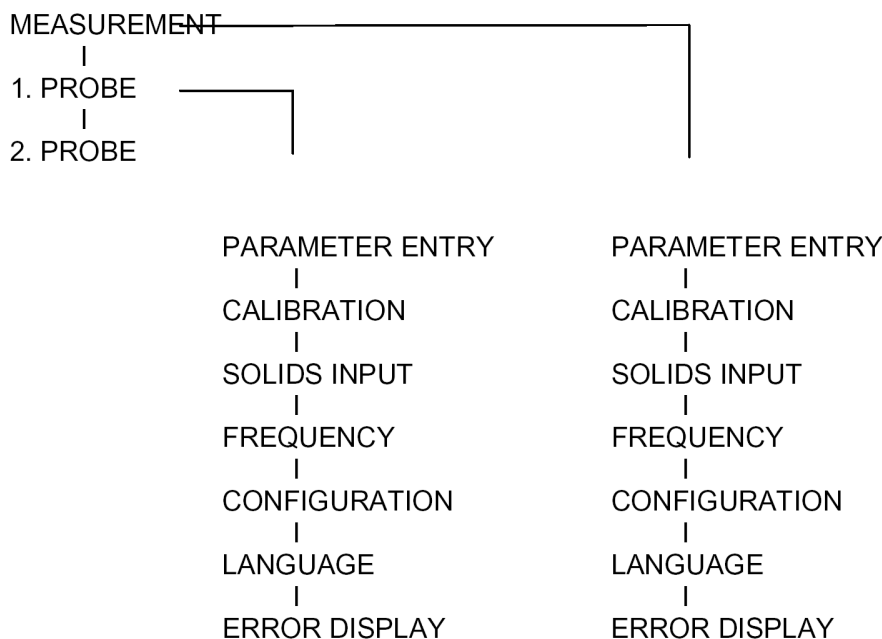 MEASUREMENT
1. PROBE
2. PROBE
PARAMETER ENTRY PARAMETER ENTRY
CALIBRATION CALIBRATION
SOLIDS INPUT SOLIDS INPUT
FREQUENCY FREQUENCY
CONFIGURATION CONFIGURATION
LANGUAGE LANGUAGE
ERROR DISPLAY ERROR DISPLAY